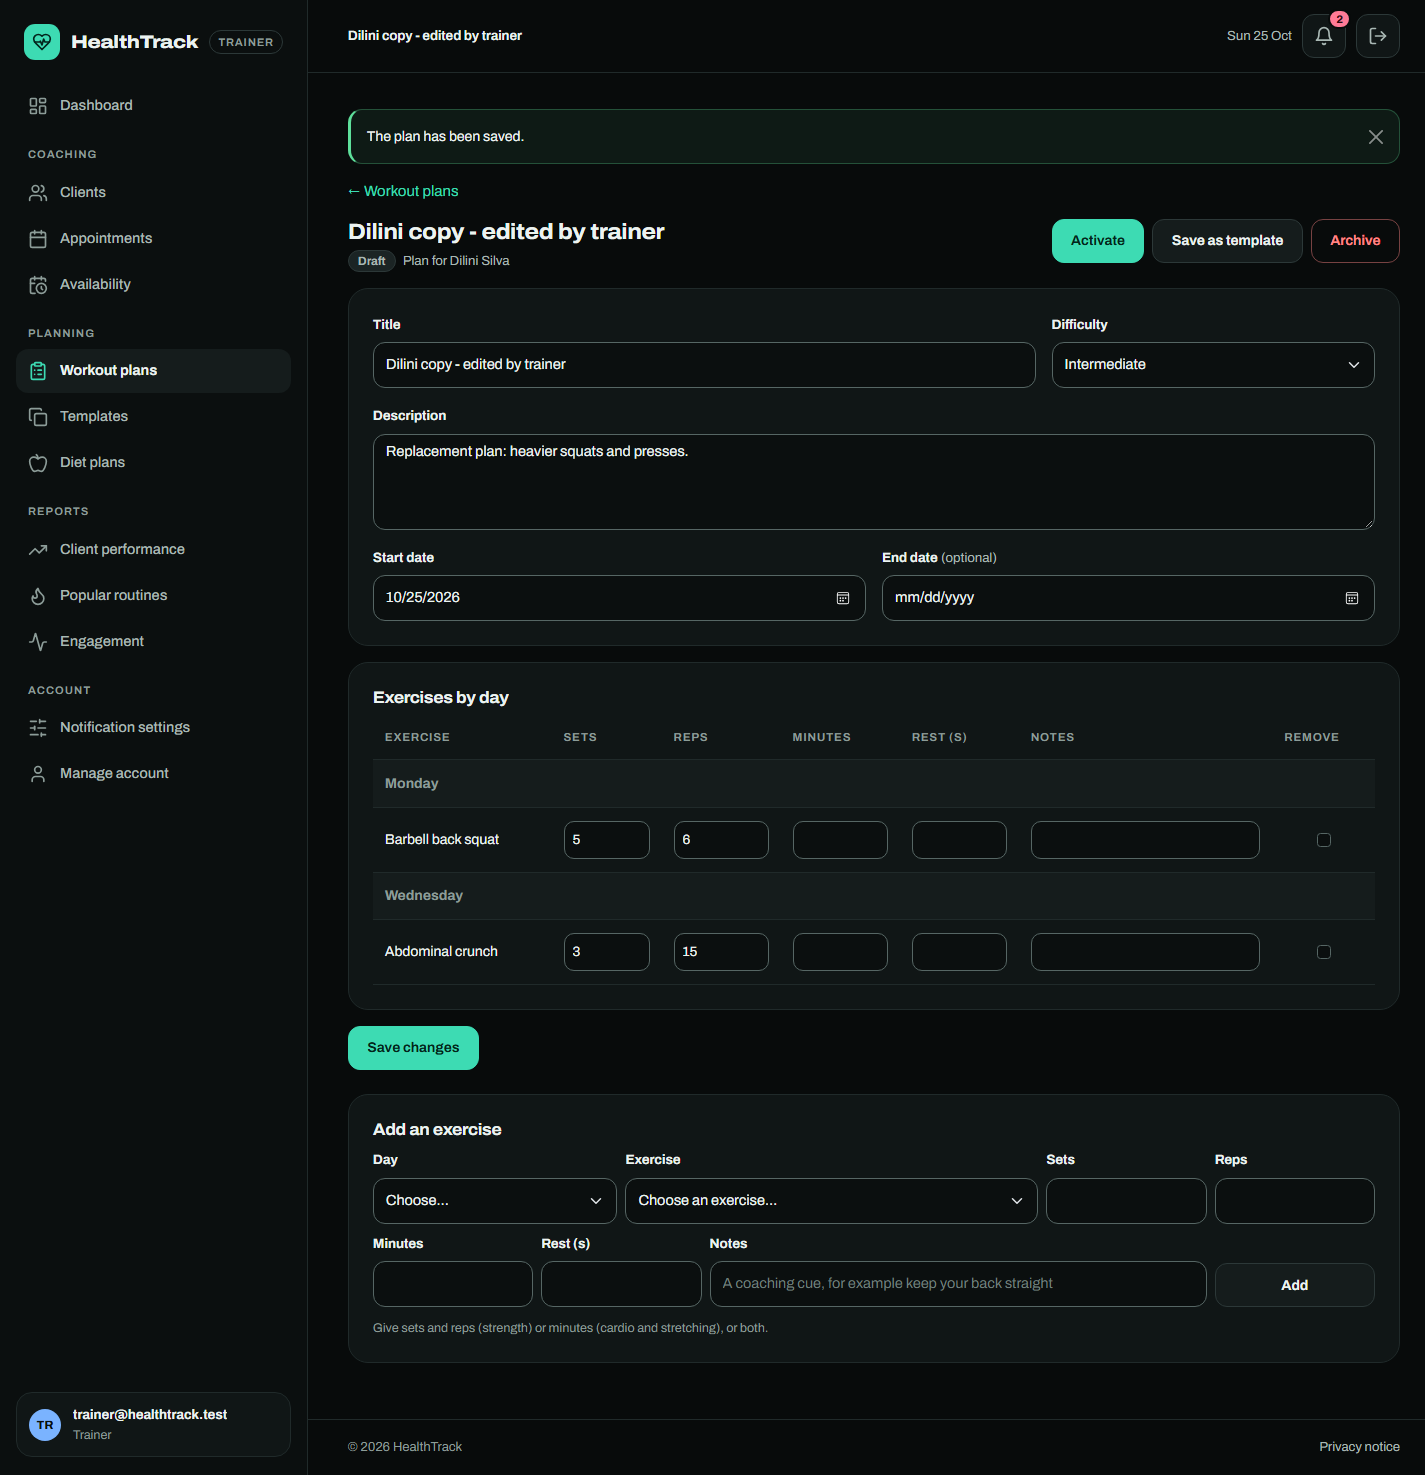 HealthTrack TRAINER
Dashboard
COACHING
Clients
Appointments
Availability
PLANNING
Workout plans
Templates
Diet plans
REPORTS
Client performance
Popular routines
Engagement
ACCOUNT
Notification settings
Manage account
TR
trainer@healthtrack.test
Trainer
Dilini copy - edited by trainer
Sun 25 Oct
2
The plan has been saved.
← Workout plans
Dilini copy - edited by trainer
Draft Plan for Dilini Silva
Activate
Save as template
Archive
Title
Difficulty
Dilini copy - edited by trainer
Intermediate
Description
Replacement plan: heavier squats and presses.
Start date
End date (optional)
10/25/2026
mm/dd/yyyy
Exercises by day
EXERCISE SETS REPS MINUTES REST (S) NOTES REMOVE
Monday
Barbell back squat 5 6
Wednesday
Abdominal crunch 3 15
Save changes
Add an exercise
Day Exercise Sets Reps
Choose... Choose an exercise...
Minutes Rest (s) Notes
A coaching cue, for example keep your back straight
Add
Give sets and reps (strength) or minutes (cardio and stretching), or both.
© 2026 HealthTrack
Privacy notice